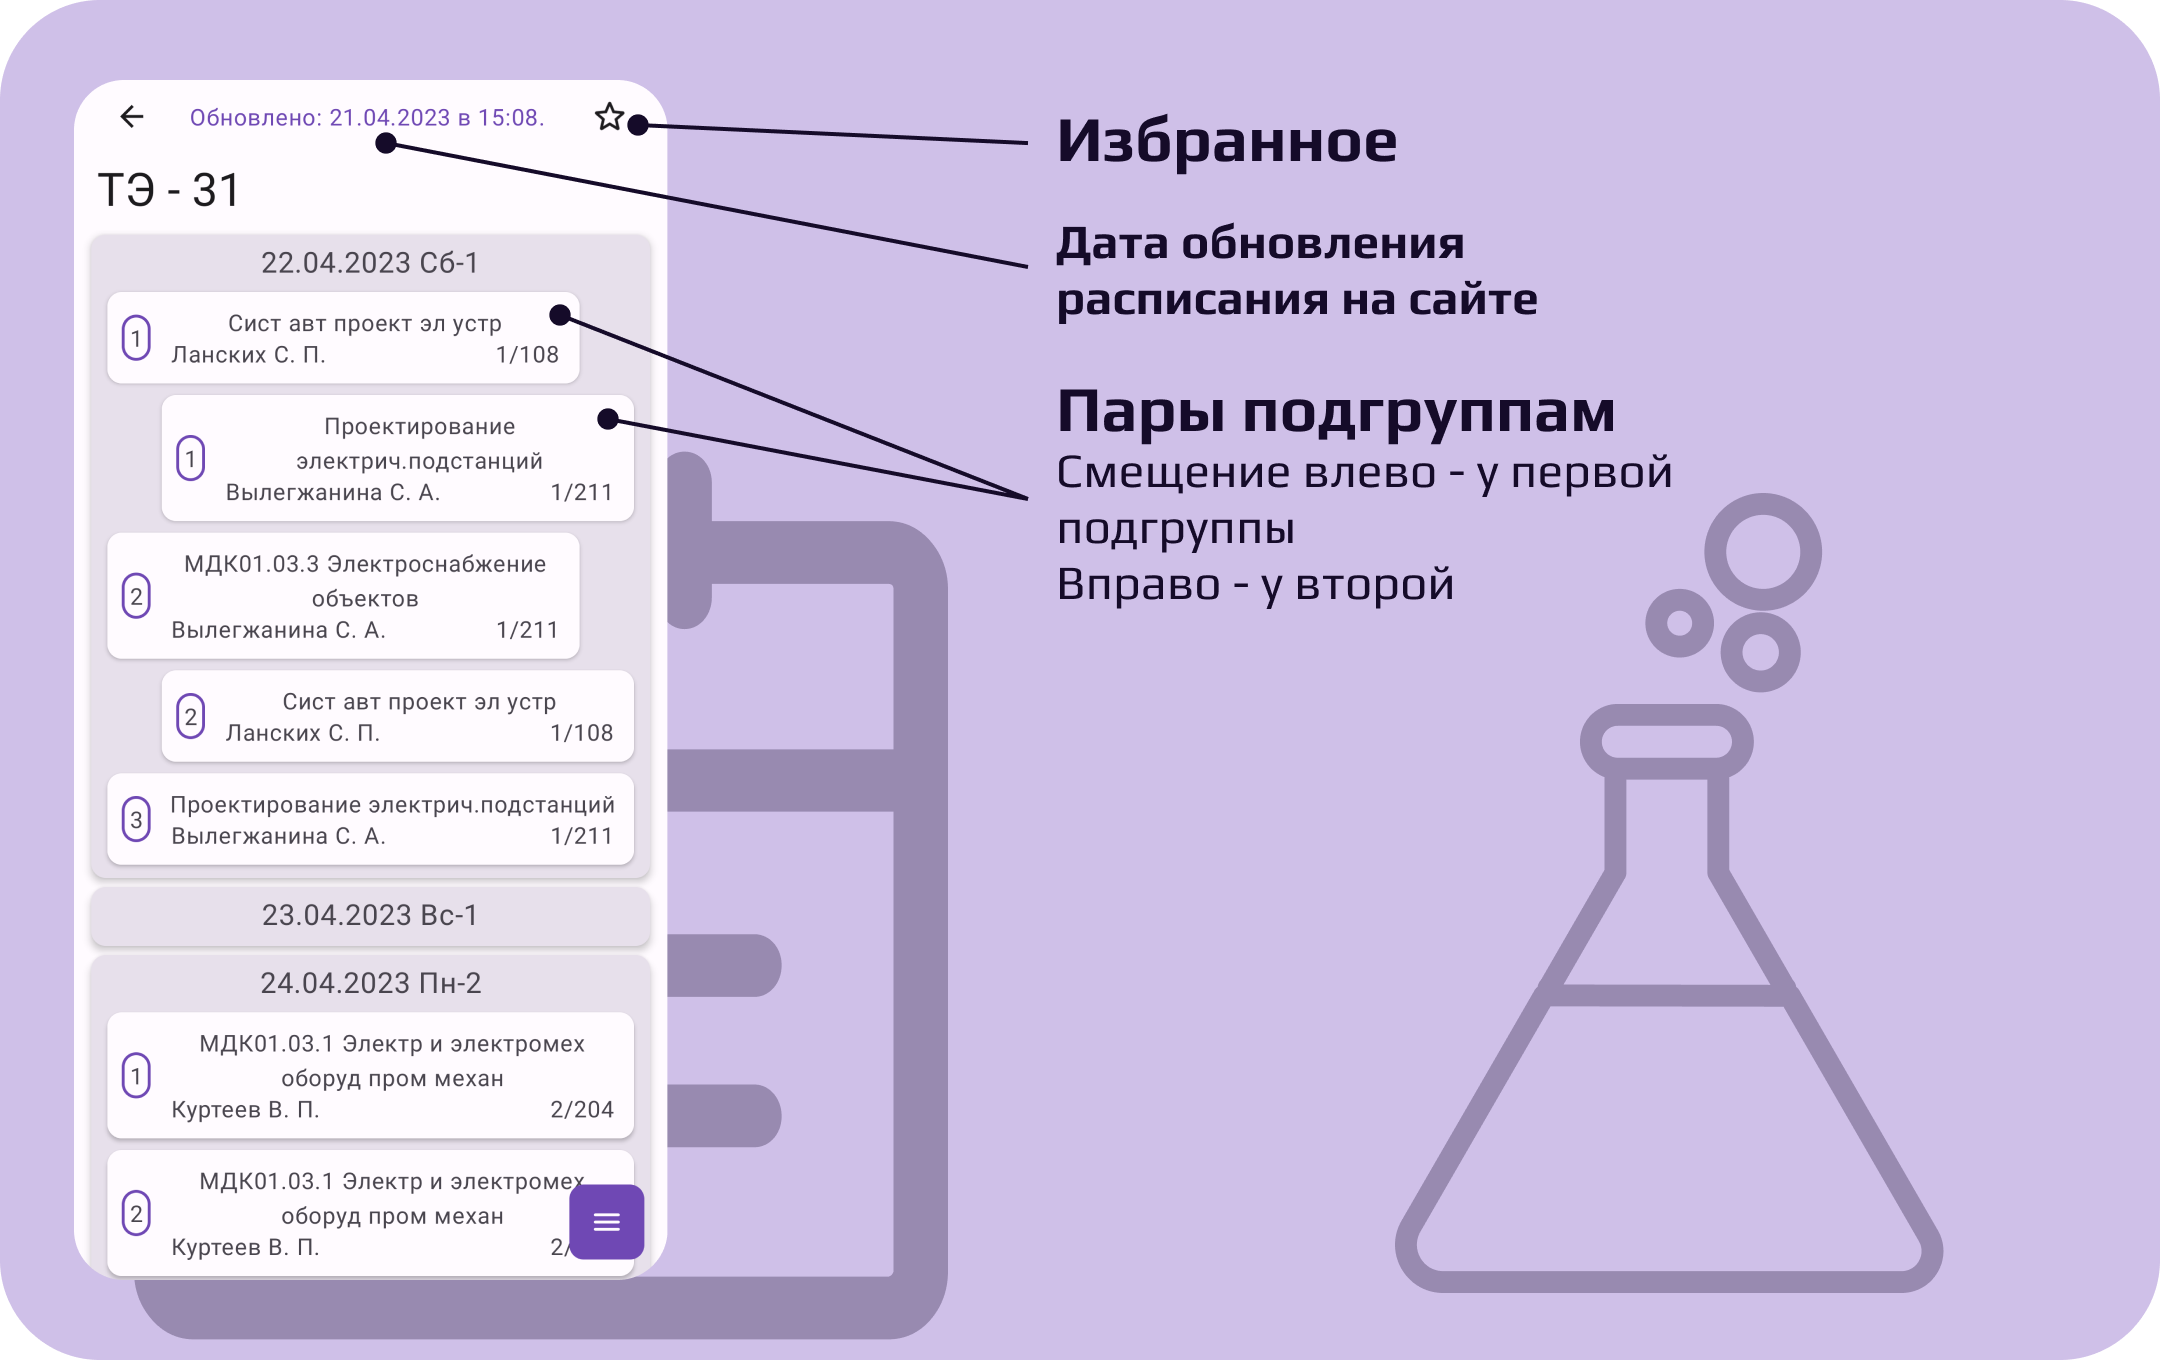 Обновлено: 21.04.2023 в 15:08.
ТЭ - 31
22.04.2023 Сб-1
1
Сист авт проект эл устр
Ланских С. П. 1/108
1
Проектирование
электрич.подстанций
Вылегжанина С. А. 1/211
2
МДК01.03.3 Электроснабжение
объектов
Вылегжанина С. А. 1/211
2
Сист авт проект эл устр
Ланских С. П. 1/108
3
Проектирование электрич.подстанций
Вылегжанина С. А. 1/211
23.04.2023 Вс-1
24.04.2023 Пн-2
1
МДК01.03.1 Электр и электромех
оборуд пром механ
Куртеев В. П. 2/204
2
МДК01.03.1 Электр и электромех
оборуд пром механ
Куртеев В. П. 2/
Избранное
Дата обновления
расписания на сайте
Пары подгруппам
Смещение влево - у первой
подгруппы
Вправо - у второй